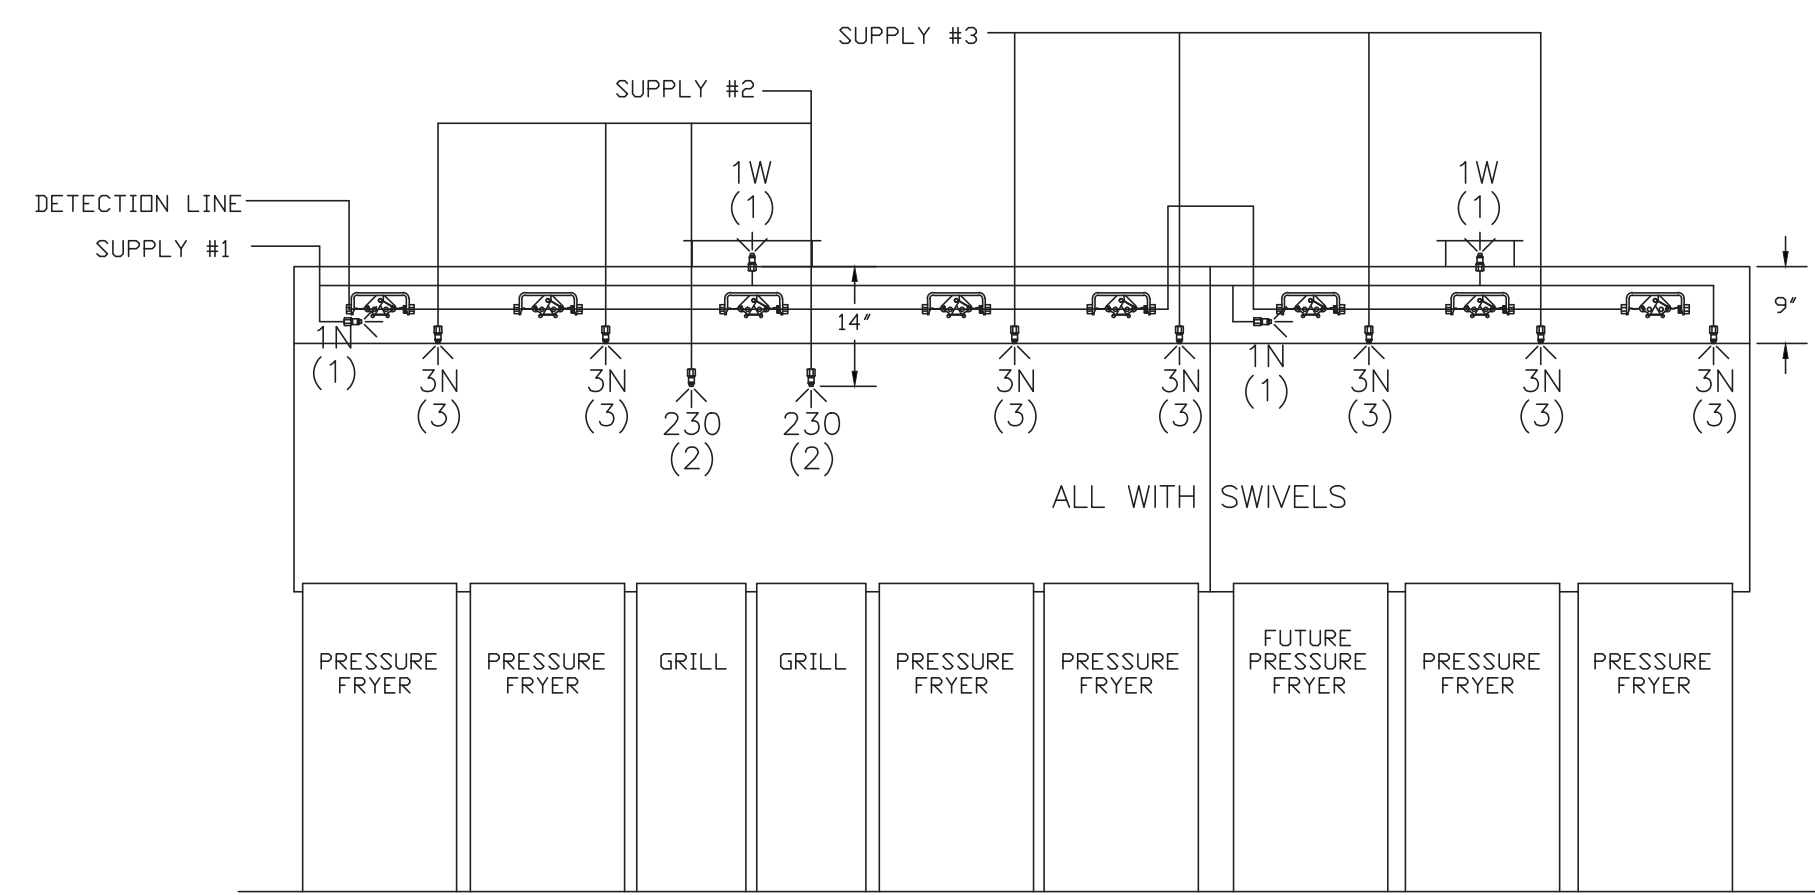 SUPPLY #3
SUPPLY #2
1W
(1)
1W
(1)
DETECTION LINE
SUPPLY #1
9"
14"
1N
(1)
3N
(3)
3N
(3)
230
(2)
230
(2)
3N
(3)
3N
(3)
1N
(1)
3N
(3)
3N
(3)
3N
(3)
ALL WITH SWIVELS
PRESSURE
FRYER
PRESSURE
FRYER
GRILL
GRILL
PRESSURE
FRYER
PRESSURE
FRYER
FUTURE
PRESSURE
FRYER
PRESSURE
FRYER
PRESSURE
FRYER